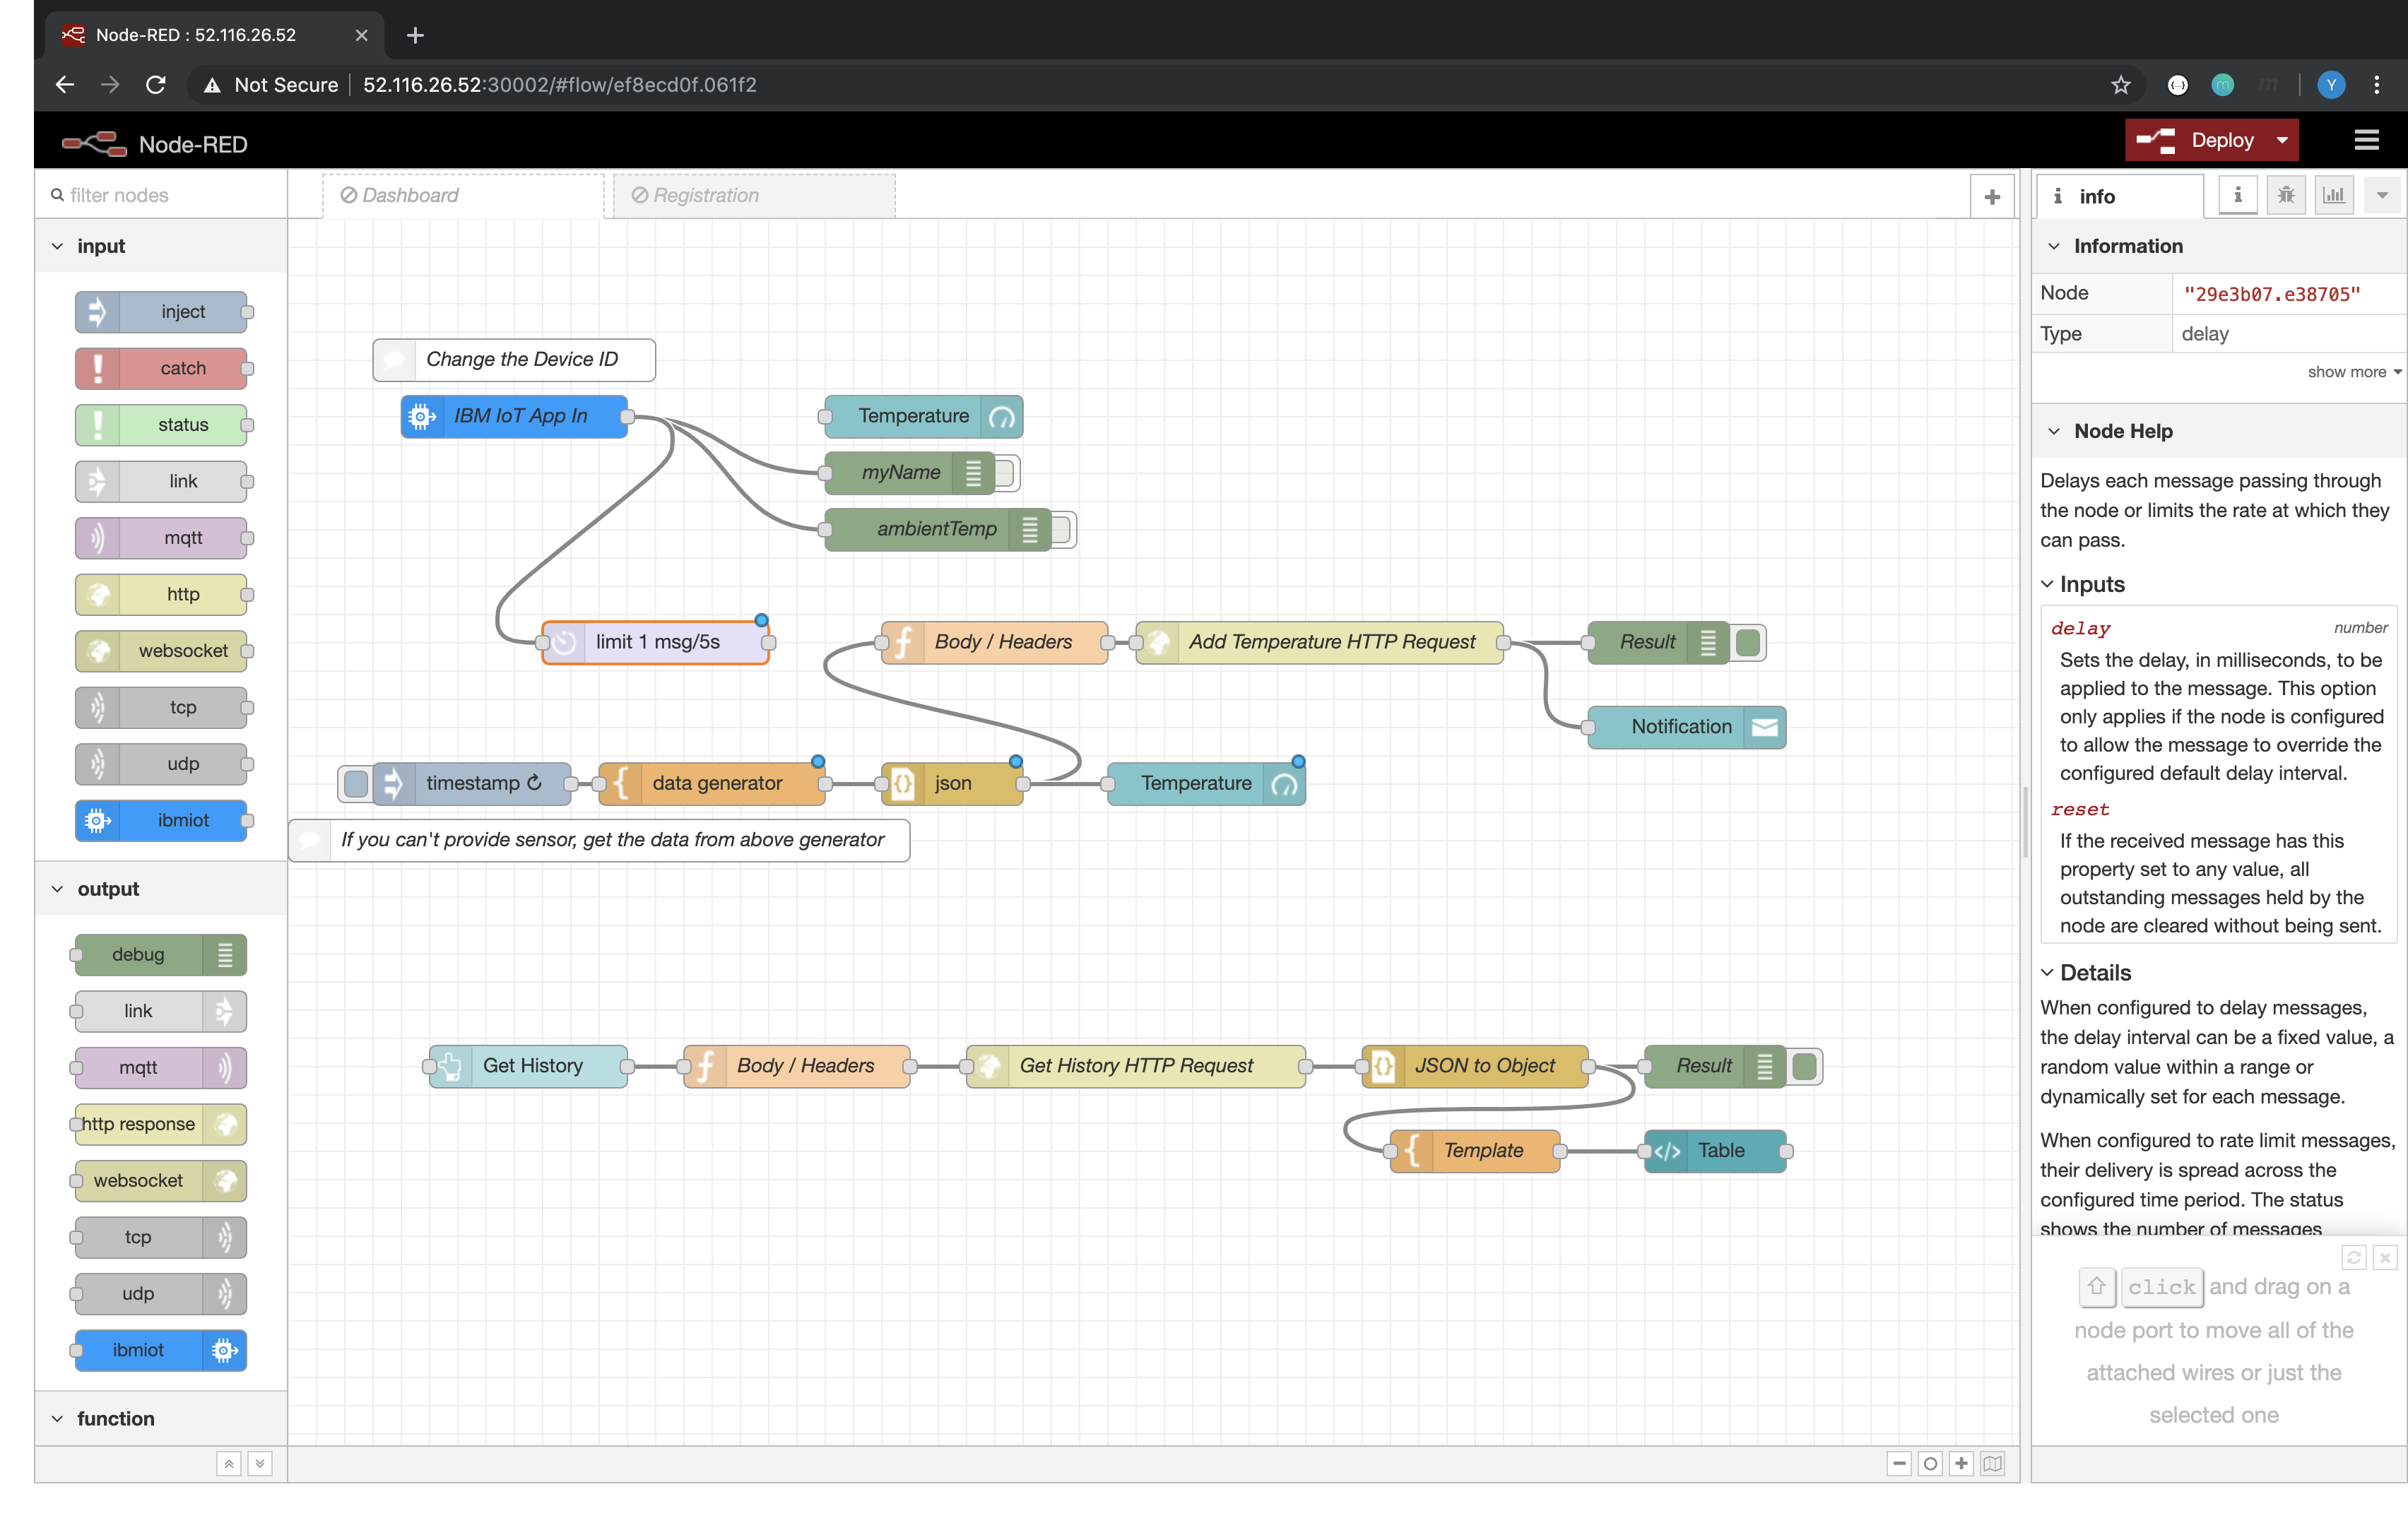 Node-RED : 52.116.26.52
Not Secure 52.116.26.52:30002/#flow/ef8ecd0f.061f2
Y
Node-RED
Deploy
filter nodes
Dashboard
Registration
info
input
inject
catch
status
link
mqtt
http
websocket
tcp
udp
ibmiot
output
debug
link
mqtt
http response
websocket
tcp
udp
ibmiot
function
Change the Device ID
IBM IoT App In
Temperature
myName
ambientTemp
limit 1 msg/5s
Body / Headers
Add Temperature HTTP Request
Result
Notification
timestamp ↻
data generator
json
Temperature
If you can't provide sensor, get the data from above generator
Get History
Body / Headers
Get History HTTP Request
JSON to Object
Result
Template
Table
Information
Node "29e3b07.e38705"
Type delay
show more
Node Help
Delays each message passing through
the node or limits the rate at which they
can pass.
Inputs
delay number
Sets the delay, in milliseconds, to be
applied to the message. This option
only applies if the node is configured
to allow the message to override the
configured default delay interval.
reset
If the received message has this
property set to any value, all
outstanding messages held by the
node are cleared without being sent.
Details
When configured to delay messages,
the delay interval can be a fixed value, a
random value within a range or
dynamically set for each message.
When configured to rate limit messages,
their delivery is spread across the
configured time period. The status
shows the number of messages
click and drag on a
node port to move all of the
attached wires or just the
selected one